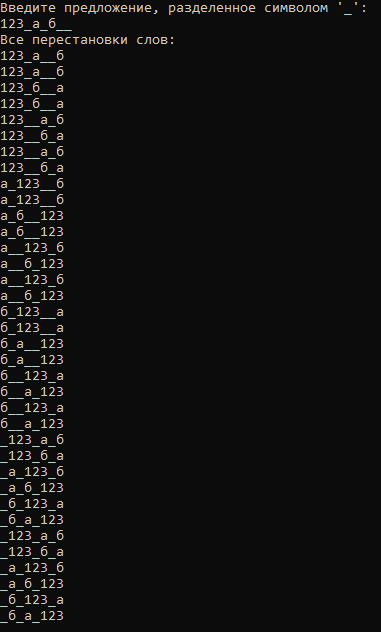 Введите предложение, разделенное символом '_':
123_а_б__
Все перестановки слов:
123_а__б
123_а__б
123_б__а
123_б__а
123__а_б
123__б_а
123__а_б
123__б_а
а_123__б
а_123__б
а_б__123
а_б__123
а__123_б
а__б_123
а__123_б
а__б_123
б_123__а
б_123__а
б_а__123
б_а__123
б__123_а
б__а_123
б__123_а
б__а_123
_123_а_б
_123_б_а
_а_123_б
_а_б_123
_б_123_а
_б_а_123
_123_а_б
_123_б_а
_а_123_б
_а_б_123
_б_123_а
_б_а_123